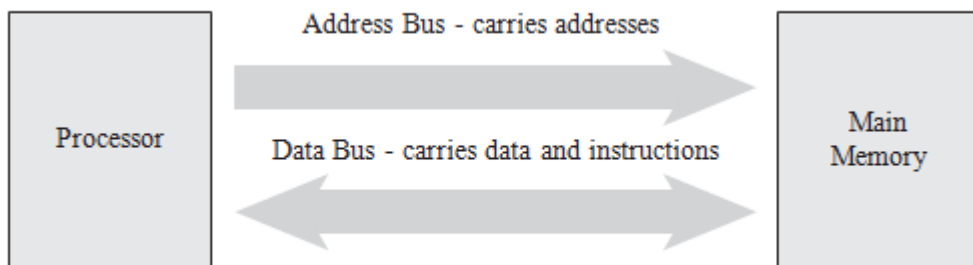 Address Bus - carries addresses
Processor
Data Bus - carries data and instructions
Main
Memory